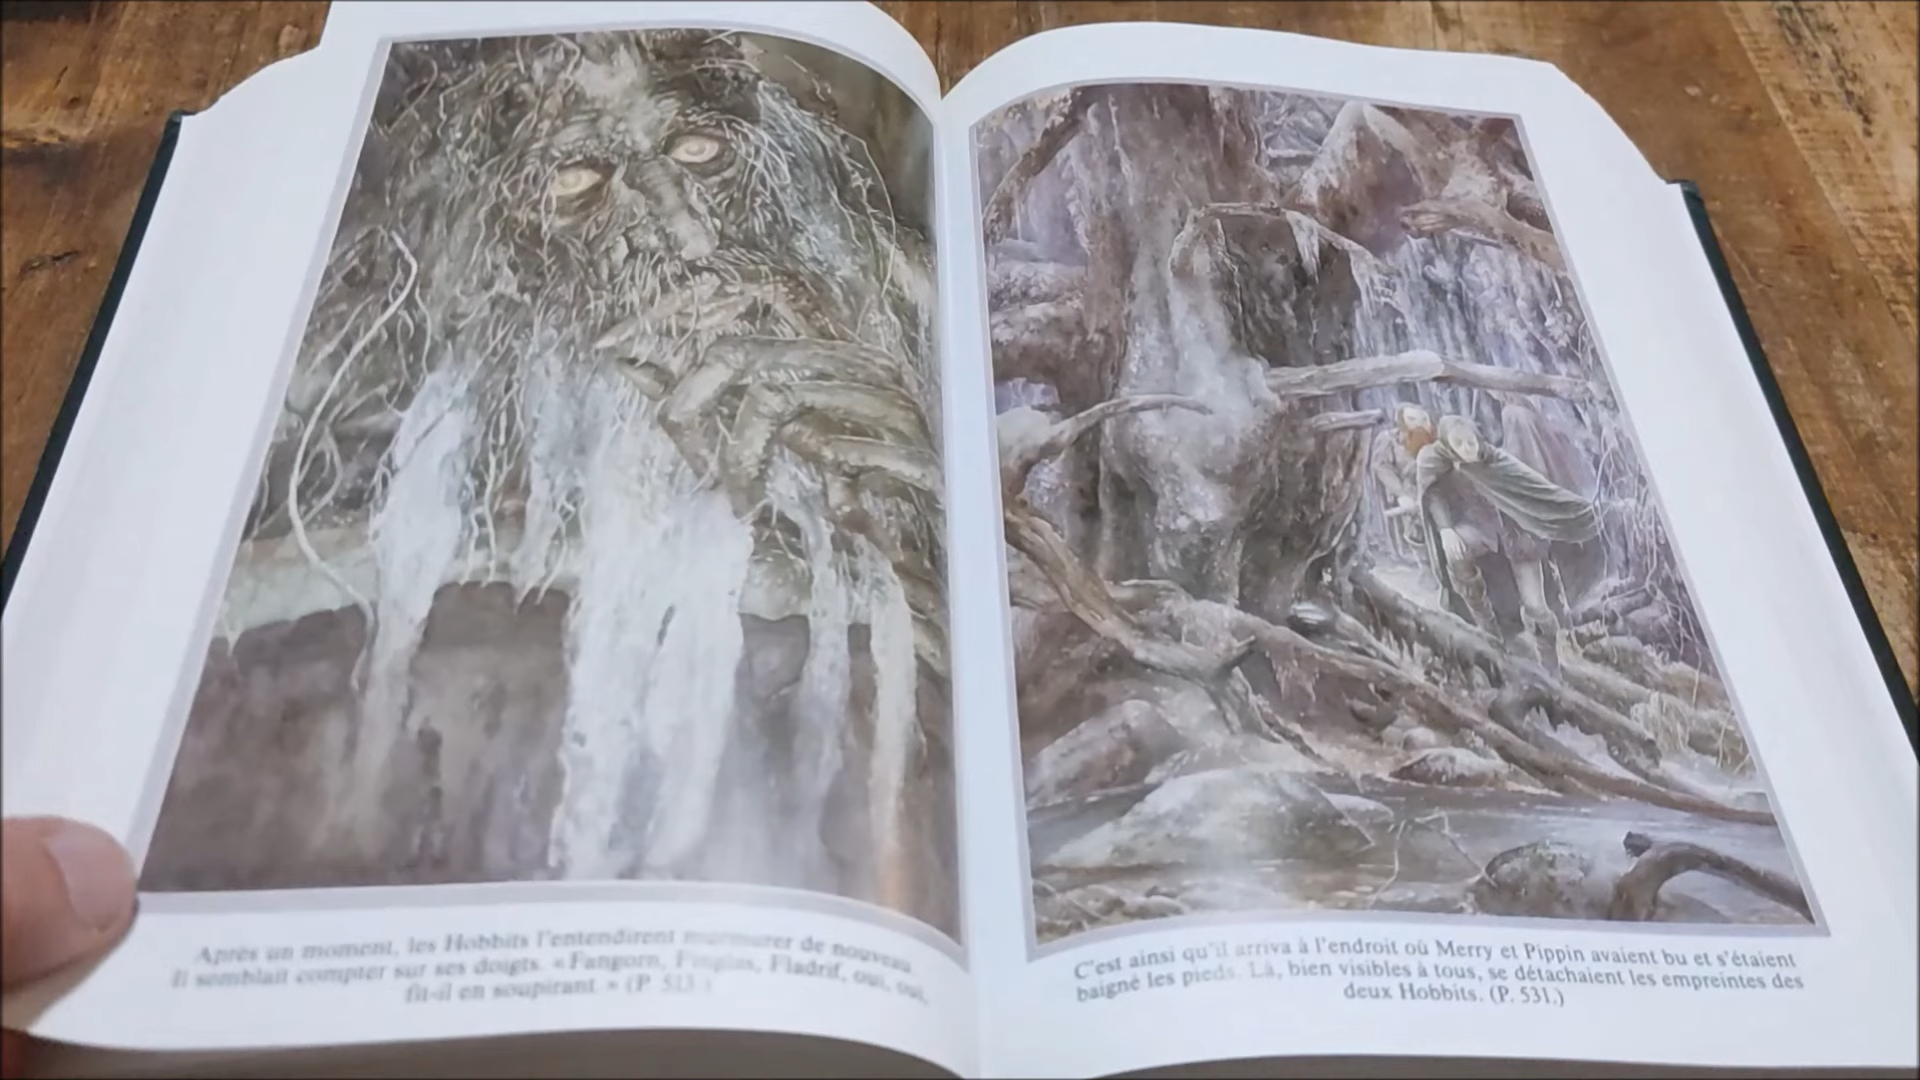 Après un moment, les Hobbits l'entendirent murmurer de nouveau.
Il semblait compter sur ses doigts. «Fangorn, Finglas, Fladrif, oui, oui,
fit-il en soupirant. » (P. 513.)
C'est ainsi qu'il arriva à l'endroit où Merry et Pippin avaient bu et s'étaient
baigné les pieds. Là, bien visibles à tous, se détachaient les empreintes des
deux Hobbits. (P. 531.)